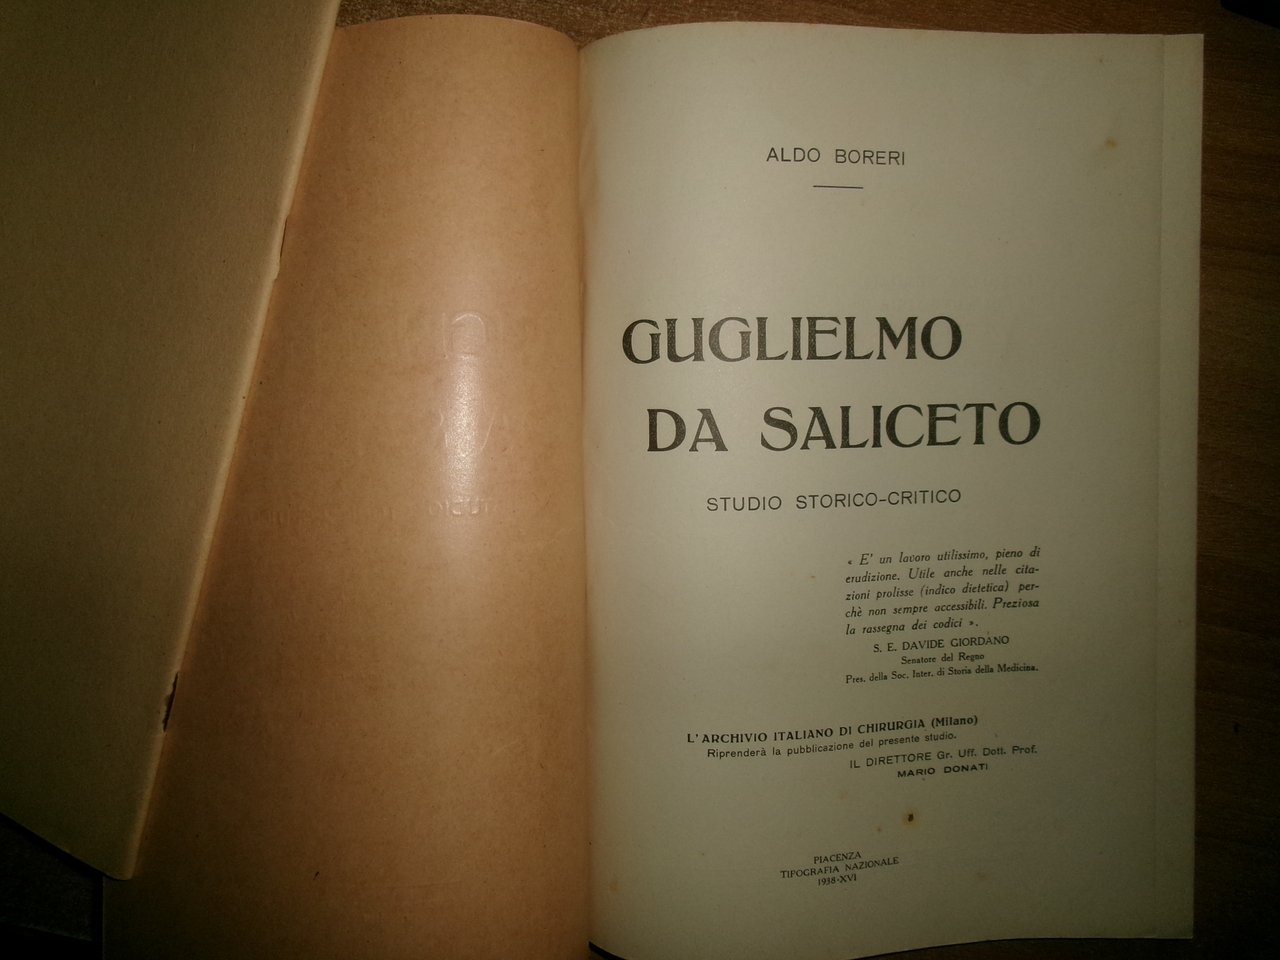 ALDO BORERI
GUGLIELMO
DA SALICETO
STUDIO STORICO-CRITICO
« E' un lavoro utilissimo, pieno di
erudizione. Utile anche nelle cita-
zioni prolisse (indico dietetica) per-
chè non sempre accessibili. Preziosa
la rassegna dei codici ».
S. E. DAVIDE GIORDANO
Senatore del Regno
Pres. della Soc. Inter. di Storia della Medicina.
L'ARCHIVIO ITALIANO DI CHIRURGIA (Milano)
Riprenderà la pubblicazione del presente studio.
IL DIRETTORE Gr. Uff. Dott. Prof.
MARIO DONATI
PIACENZA
TIPOGRAFIA NAZIONALE
1938-XVI